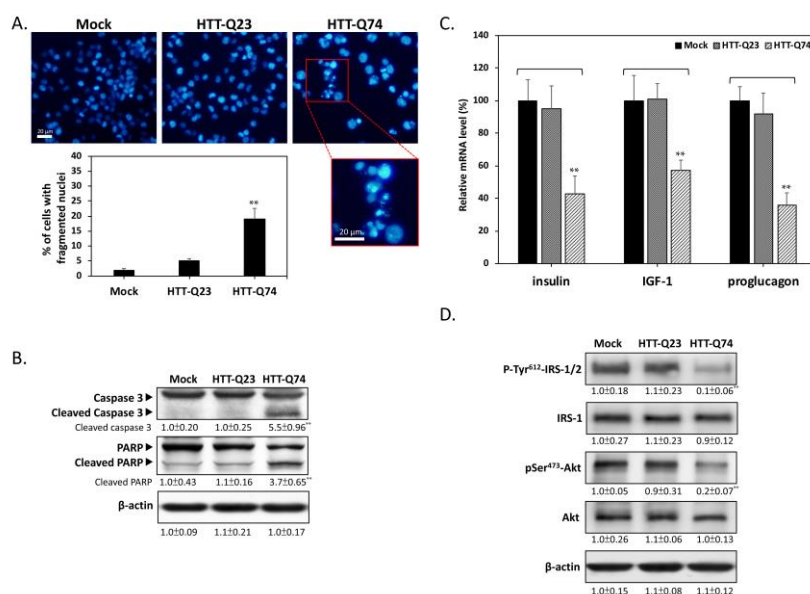 A.
Mock HTT-Q23 HTT-Q74
20 μm
20 μm
% of cells with
fragmented nuclei
40
35
30
25
20
15
10
5
0
**
Mock HTT-Q23 HTT-Q74
B.
Mock HTT-Q23 HTT-Q74
Caspase 3
Cleaved Caspase 3
Cleaved caspase 3 1.0±0.20 1.0±0.25 5.5±0.96**
PARP
Cleaved PARP
Cleaved PARP 1.0±0.43 1.1±0.16 3.7±0.65**
β-actin
1.0±0.09 1.1±0.21 1.0±0.17
C.
Mock HTT-Q23 HTT-Q74
Relative mRNA level (%)
140
120
100
80
60
40
20
0
** ** **
insulin IGF-1 proglucagon
D.
Mock HTT-Q23 HTT-Q74
P-Tyr⁶¹²-IRS-1/2
1.0±0.18 1.1±0.23 0.1±0.06**
IRS-1
1.0±0.27 1.1±0.23 0.9±0.12
pSer⁴⁷³-Akt
1.0±0.05 0.9±0.31 0.2±0.07**
Akt
1.0±0.26 1.1±0.06 1.0±0.13
β-actin
1.0±0.15 1.1±0.08 1.1±0.12